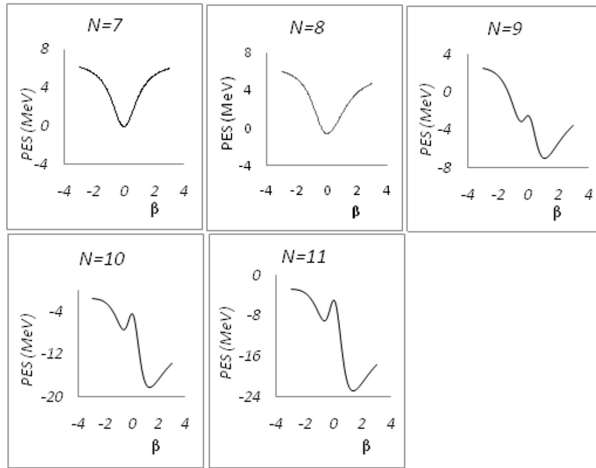 N=7
8
4
0
-4
PES (MeV)
-4 -2 0 2 4
β
N=8
8
4
0
-4
PES (MeV)
-4 -2 0 2 4
β
N=9
4
0
-4
-8
PES (MeV)
-4 -2 0 2 4
β
N=10
-4
-12
-20
PES (MeV)
-4 -2 0 2 4
β
N=11
0
-8
-16
-24
PES (MeV)
-4 -2 0 2 4
β